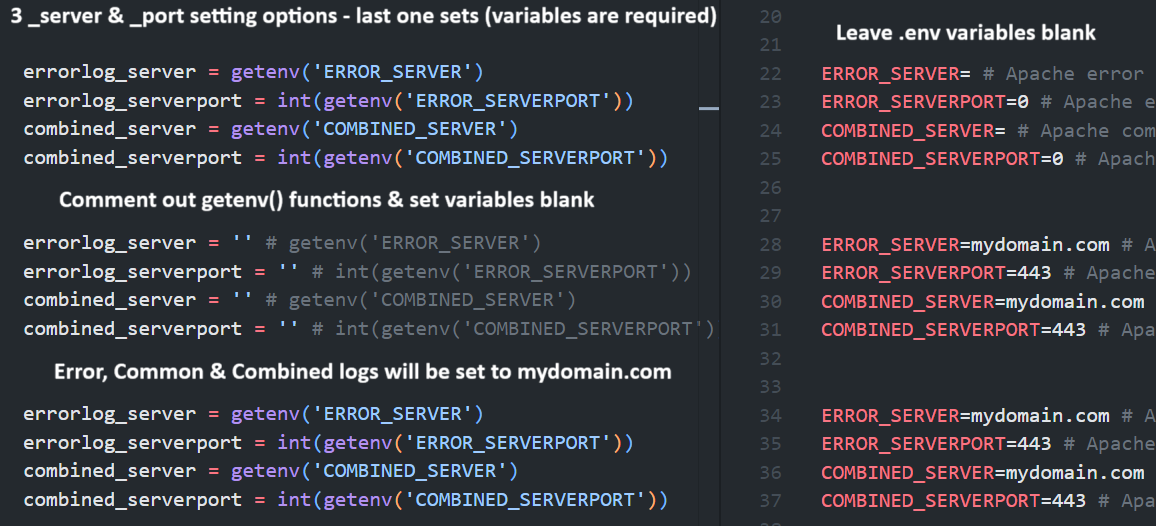 3 _server & _port setting options - last one sets (variables are required)
errorlog_server = getenv('ERROR_SERVER')
errorlog_serverport = int(getenv('ERROR_SERVERPORT'))
combined_server = getenv('COMBINED_SERVER')
combined_serverport = int(getenv('COMBINED_SERVERPORT'))
Comment out getenv() functions & set variables blank
errorlog_server = '' # getenv('ERROR_SERVER')
errorlog_serverport = '' # int(getenv('ERROR_SERVERPORT'))
combined_server = '' # getenv('COMBINED_SERVER')
combined_serverport = '' # int(getenv('COMBINED_SERVERPORT')
Error, Common & Combined logs will be set to mydomain.com
errorlog_server = getenv('ERROR_SERVER')
errorlog_serverport = int(getenv('ERROR_SERVERPORT'))
combined_server = getenv('COMBINED_SERVER')
combined_serverport = int(getenv('COMBINED_SERVERPORT'))
20
Leave .env variables blank
21
22 ERROR_SERVER= # Apache error
23 ERROR_SERVERPORT=0 # Apache e
24 COMBINED_SERVER= # Apache com
25 COMBINED_SERVERPORT=0 # Apach
26
27
28 ERROR_SERVER=mydomain.com # A
29 ERROR_SERVERPORT=443 # Apache
30 COMBINED_SERVER=mydomain.com
31 COMBINED_SERVERPORT=443 # Apa
32
33
34 ERROR_SERVER=mydomain.com # A
35 ERROR_SERVERPORT=443 # Apache
36 COMBINED_SERVER=mydomain.com
37 COMBINED_SERVERPORT=443 # Apa